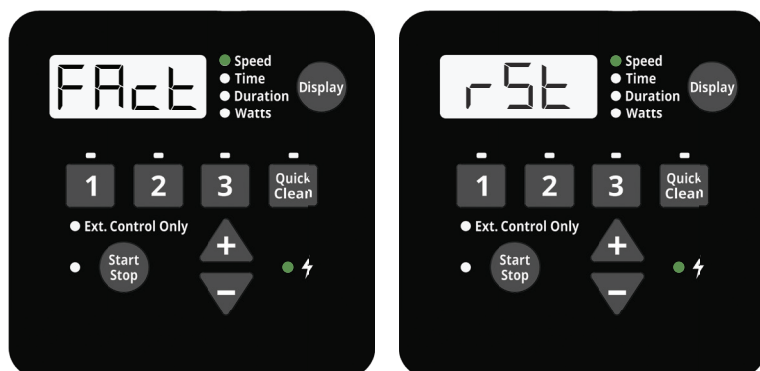 FAct
Speed
Time
Duration
Watts
Display
1 2 3 Quick Clean
Ext. Control Only
+
Start Stop
−
rSt
Speed
Time
Duration
Watts
Display
1 2 3 Quick Clean
Ext. Control Only
+
Start Stop
−